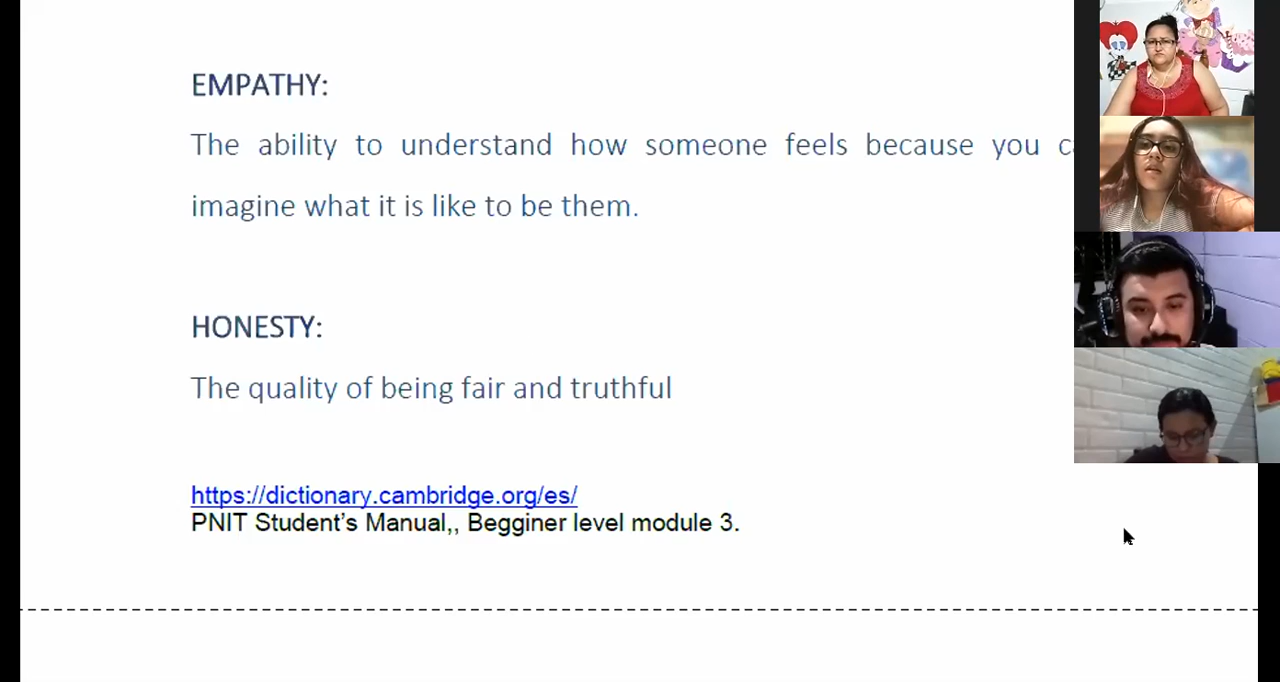 EMPATHY:
The ability to understand how someone feels because you
imagine what it is like to be them.
HONESTY:
The quality of being fair and truthful
https://dictionary.cambridge.org/es/
PNIT Student’s Manual,, Begginer level module 3.